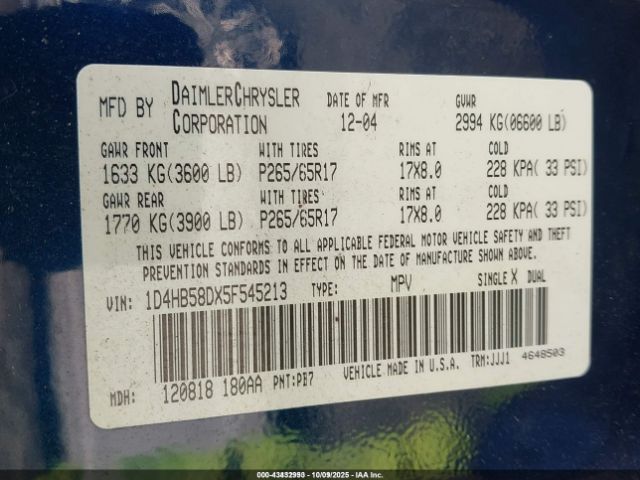 MFD BY DAIMLERCHRYSLER CORPORATION DATE OF MFR 12-04 GVWR 2994 KG(06600 LB)
GAWR FRONT WITH TIRES RIMS AT COLD
1633 KG(3600 LB) P265/65R17 17X8.0 228 KPA( 33 PSI)
GAWR REAR WITH TIRES RIMS AT COLD
1770 KG(3900 LB) P265/65R17 17X8.0 228 KPA( 33 PSI)
THIS VEHICLE CONFORMS TO ALL APPLICABLE FEDERAL MOTOR VEHICLE SAFETY AND THEFT
PREVENTION STANDARDS IN EFFECT ON THE DATE OF MANUFACTURE SHOWN ABOVE.
VIN: 1D4HB58DX5F545213 TYPE: MPV SINGLE X DUAL
MDH: 120818 180AA PNT:PB7 VEHICLE MADE IN U.S.A. TRM:JJJ1 4648503
000-43452993 | 10/09/2025 | IAA Inc.